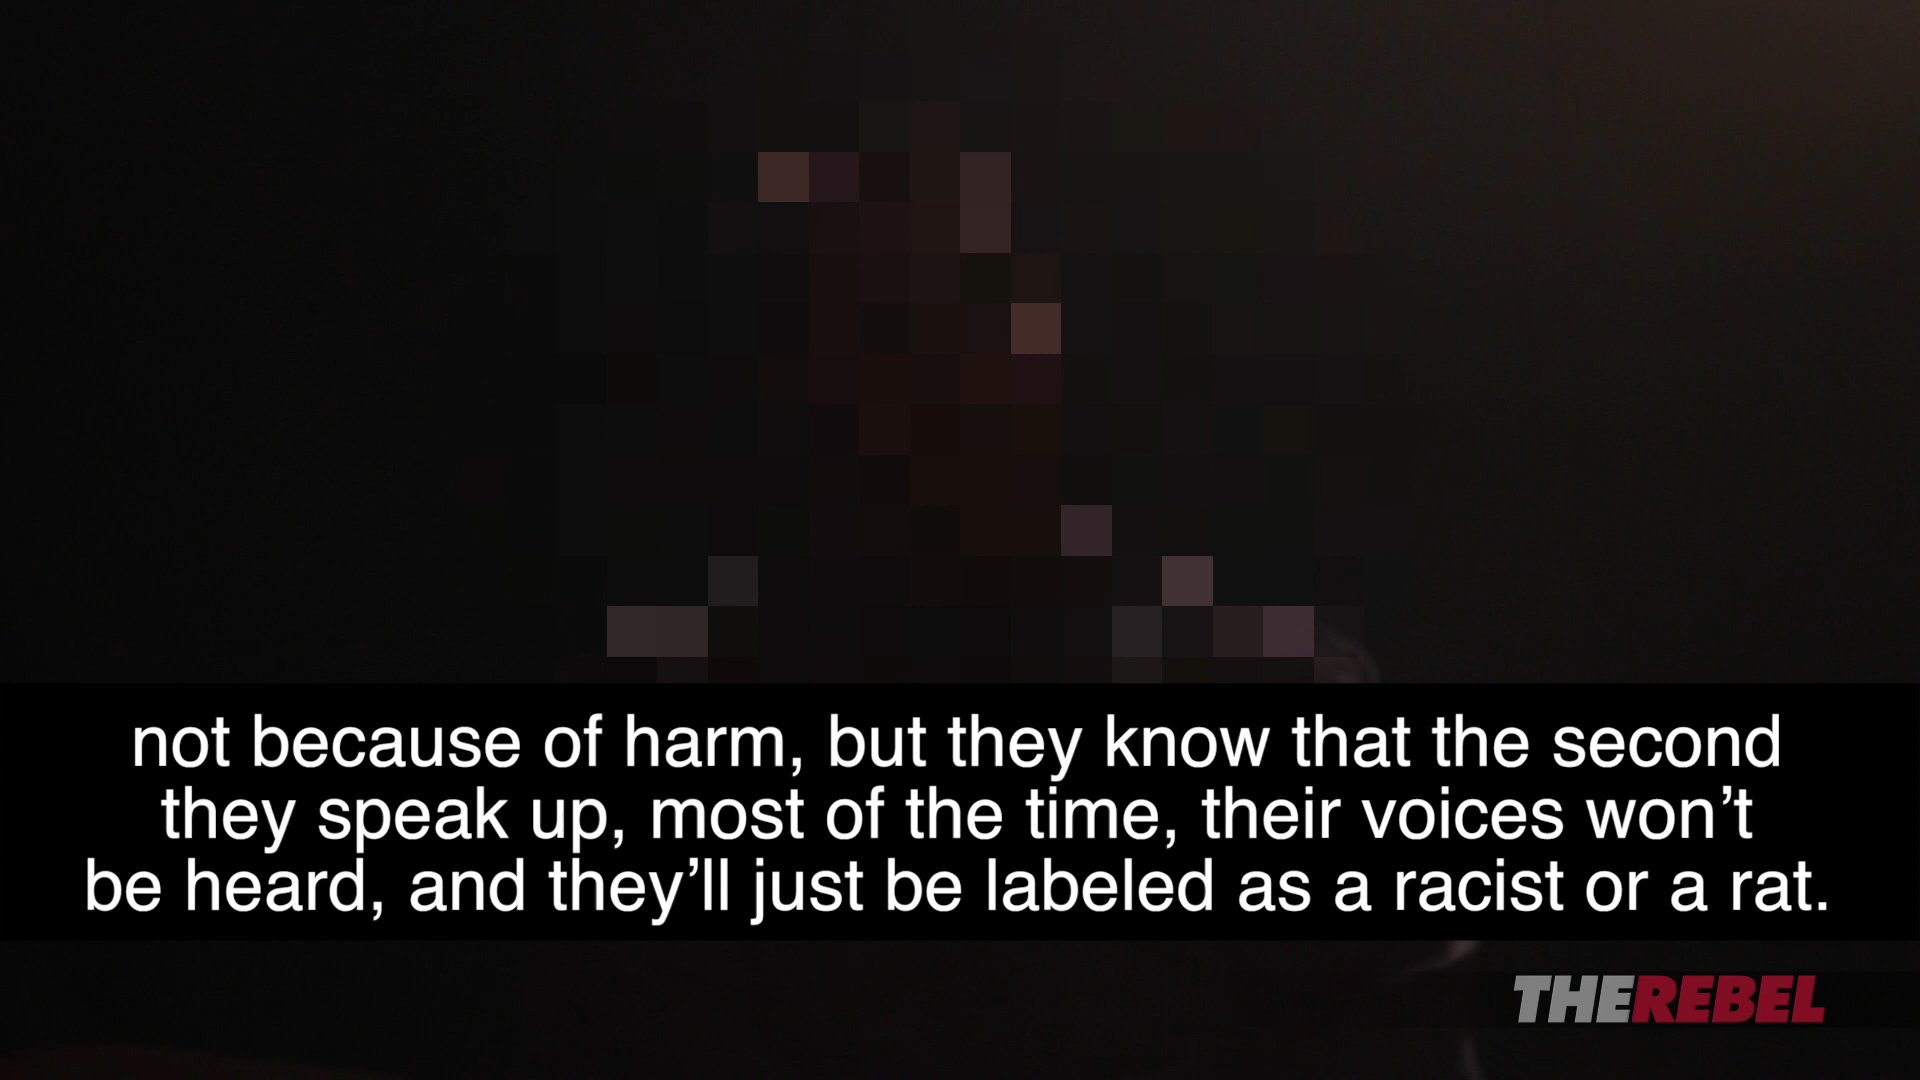 not because of harm, but they know that the second
they speak up, most of the time, their voices won’t
be heard, and they’ll just be labeled as a racist or a rat.
THEREBEL